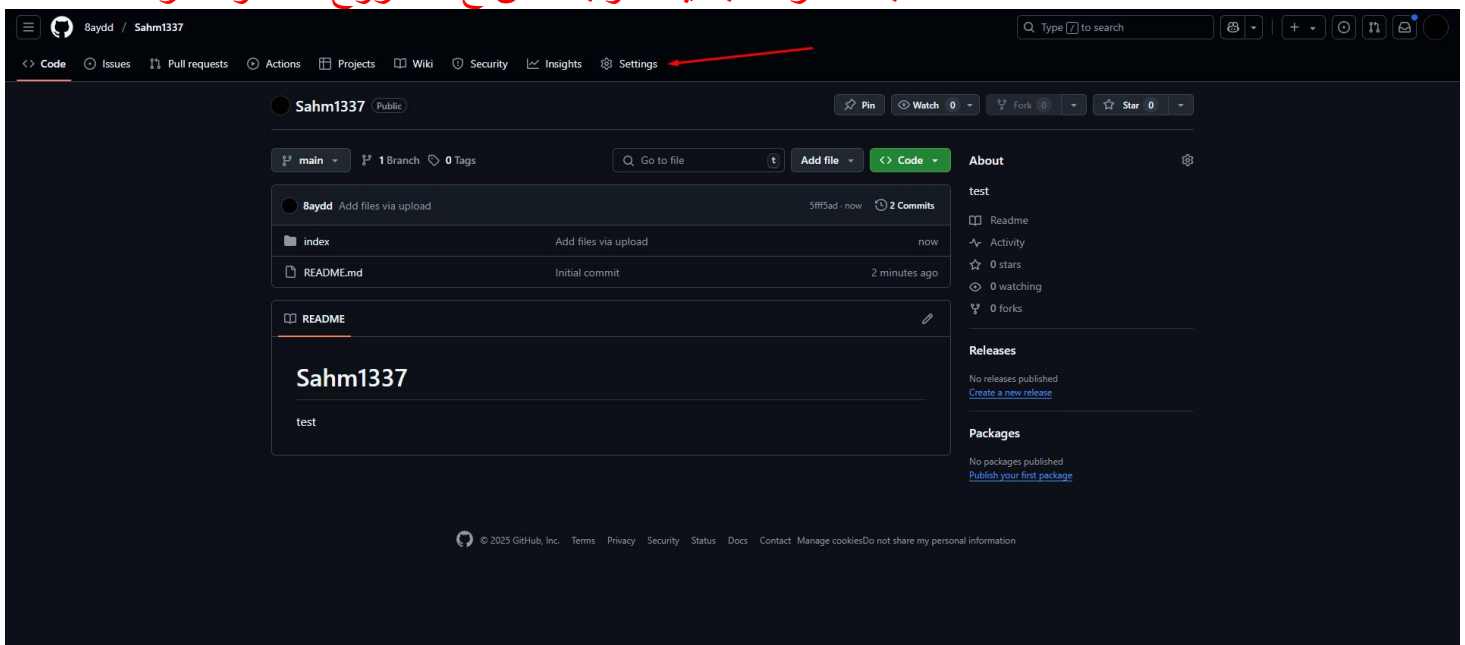 8aydd / Sahm1337
Type / to search
Code Issues Pull requests Actions Projects Wiki Security Insights Settings
Sahm1337 Public
Pin Watch 0 Fork 0 Star 0
main 1 Branch 0 Tags Go to file t Add file Code
8aydd Add files via upload 5fff5ad · now 2 Commits
index Add files via upload now
README.md Initial commit 2 minutes ago
README
Sahm1337
test
About
test
Readme
Activity
0 stars
0 watching
0 forks
Releases
No releases published
Create a new release
Packages
No packages published
Publish your first package
© 2025 GitHub, Inc. Terms Privacy Security Status Docs Contact Manage cookies Do not share my personal information